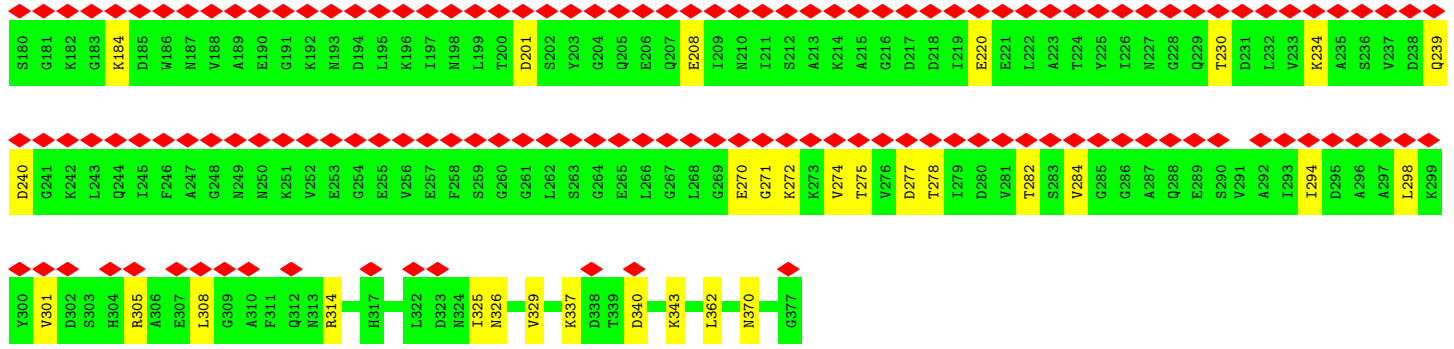 S180 G181 K182 G183 K184 D185 W186 N187 V188 A189 E190 G191 K192 N193 D194 L195 K196 I197 N198 L199 T200 D201 S202 Y203 G204 Q205 E206 Q207 E208 I209 N210 I211 S212 A213 K214 A215 G216 D217 D218 I219 E220 E221 L222 A223 T224 Y225 I226 N227 G228 Q229 T230 D231 L232 V233 K234 A235 S236 V237 D238 Q239
D240 G241 K242 L243 Q244 I245 F246 A247 G248 N249 N250 K251 V252 E253 G254 E255 V256 E257 F258 S259 G260 G261 L262 S263 G264 E265 L266 G267 L268 G269 E270 G271 K272 K273 V274 T275 V276 D277 T278 I279 D280 V281 T282 S283 V284 G285 G286 A287 Q288 E289 S290 V291 A292 I293 I294 D295 A296 A297 L298 K299
Y300 V301 D302 S303 H304 R305 A306 E307 L308 G309 A310 F311 Q312 N313 R314 H317 L322 D323 N324 I325 N326 V329 K337 D338 T339 D340 K343 L362 N370 G377